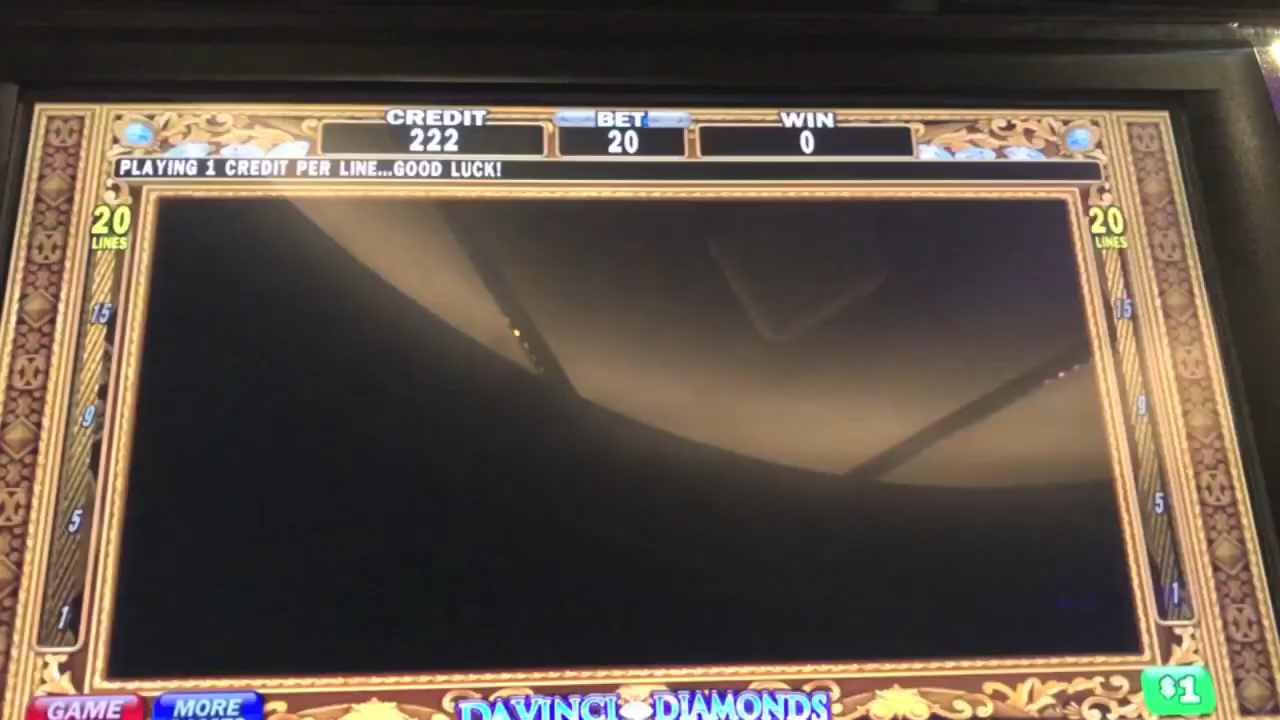 CREDIT BET WIN
222 20 0
PLAYING 1 CREDIT PER LINE...GOOD LUCK!
20 20
LINES LINES
15 15
9 9
5 5
1 1
GAME MORE DAVINCI DIAMONDS $1